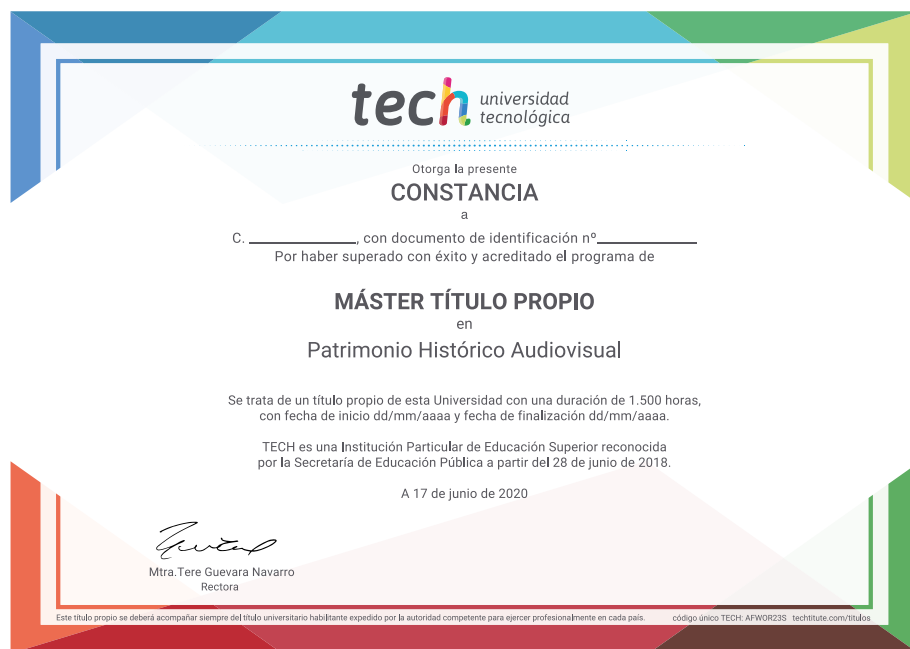 tech universidad
tecnológica
Otorga la presente
CONSTANCIA
a
C. ____________, con documento de identificación nº____________
Por haber superado con éxito y acreditado el programa de
MÁSTER TÍTULO PROPIO
en
Patrimonio Histórico Audiovisual
Se trata de un título propio de esta Universidad con una duración de 1.500 horas,
con fecha de inicio dd/mm/aaaa y fecha de finalización dd/mm/aaaa.
TECH es una Institución Particular de Educación Superior reconocida
por la Secretaría de Educación Pública a partir del 28 de junio de 2018.
A 17 de junio de 2020
Mtra.Tere Guevara Navarro
Rectora
Este título propio se deberá acompañar siempre del título universitario habilitante expedido por la autoridad competente para ejercer profesionalmente en cada país. código único TECH: AFWOR23S techtitute.com/titulos